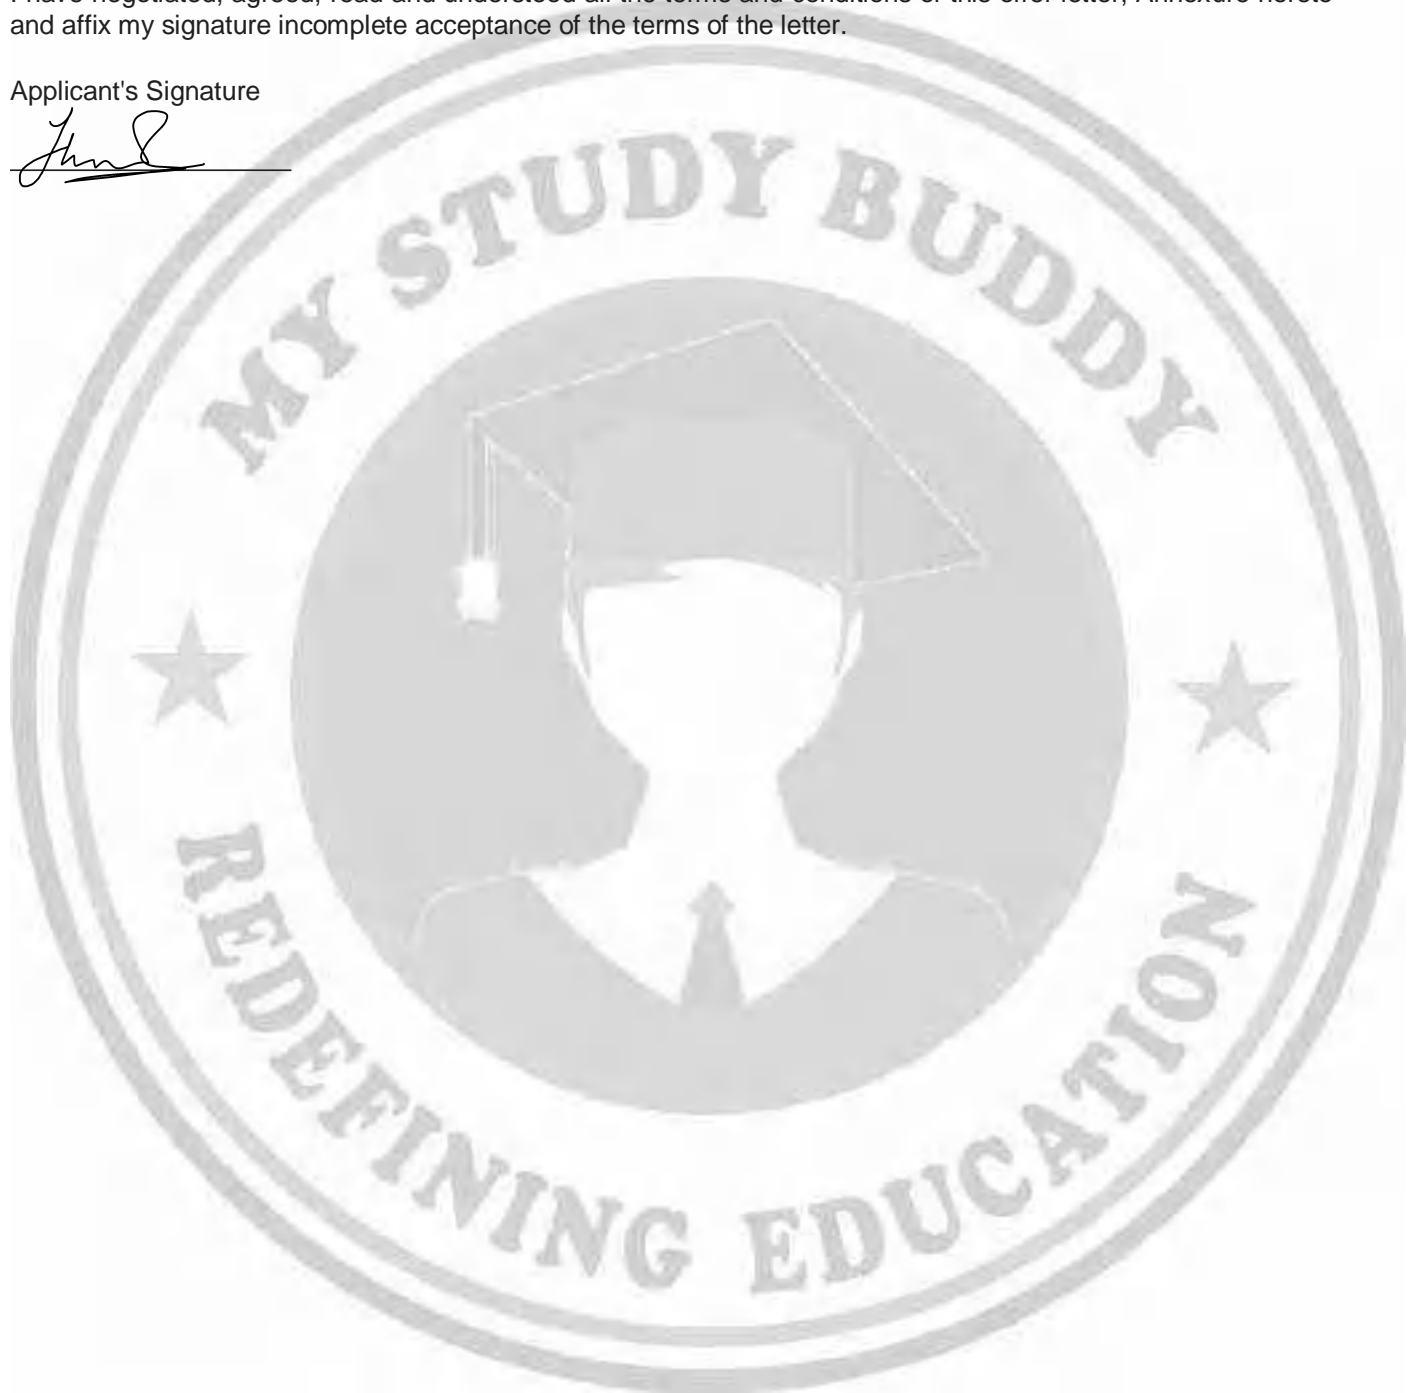 I have negotiated, agreed, read and understood all the terms and conditions of this offer letter, Annexure hereto
and affix my signature incomplete acceptance of the terms of the letter.
Applicant's Signature
MY STUDY BUDDY
REDEFINING EDUCATION